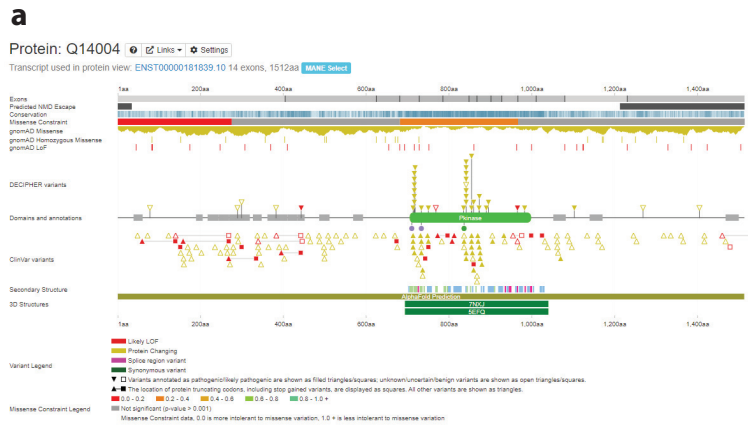 a
Protein: Q14004 Links Settings
Transcript used in protein view: ENST00000181839.10 14 exons, 1512aa MANE Select
1aa 200aa 400aa 600aa 800aa 1,000aa 1,200aa 1,400aa
Exons
Predicted NMD Escape
Conservation
Missense Constraint
gnomAD Missense
gnomAD Homozygous Missense
gnomAD LoF
DECIPHER variants
Domains and annotations
Pkinase
ClinVar variants
Secondary Structure
AlphaFold Prediction
3D Structures
7NXJ
5EFQ
1aa 200aa 400aa 600aa 800aa 1,000aa 1,200aa 1,400aa
Variant Legend
Likely LOF
Protein Changing
Splice region variant
Synonymous variant
Variants annotated as pathogenic/likely pathogenic are shown as filled triangles/squares, unknown/uncertain/benign variants are shown as open triangles/squares.
The location of protein truncating codons, including stop gained variants, are displayed as squares. All other variants are shown as triangles.
Missense Constraint Legend
0.0 - 0.2 0.2 - 0.4 0.4 - 0.6 0.6 - 0.8 0.8 - 1.0+
Not significant (p-value > 0.001)
Missense Constraint data, 0.0 is more intolerant to missense variation, 1.0 + is less intolerant to missense variation